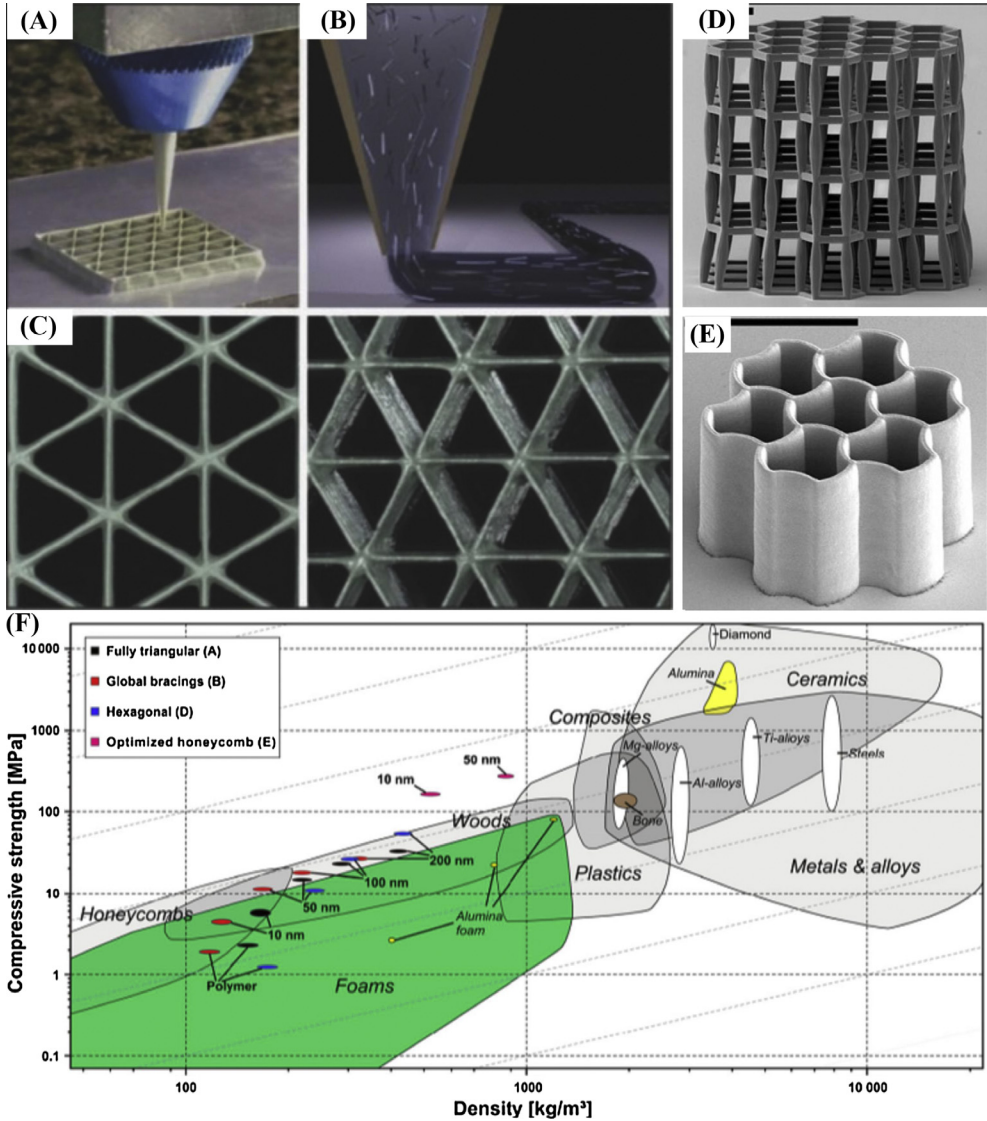 (A)
(B)
(D)
(C)
(E)
(F)
Fully triangular (A)
Global bracings (B)
Hexagonal (D)
Optimized honeycomb (E)
Compressive strength [MPa]
10 000
1000
100
10
1
0.1
Diamond
Alumina
Ceramics
Composites
Mg-alloys
Ti-alloys
Steels
50 nm
10 nm
Al-alloys
Bone
Woods
200 nm
Plastics
Metals & alloys
100 nm
50 nm
Honeycombs
Alumina
foam
10 nm
Polymer
Foams
100
1000
10 000
Density [kg/m³]